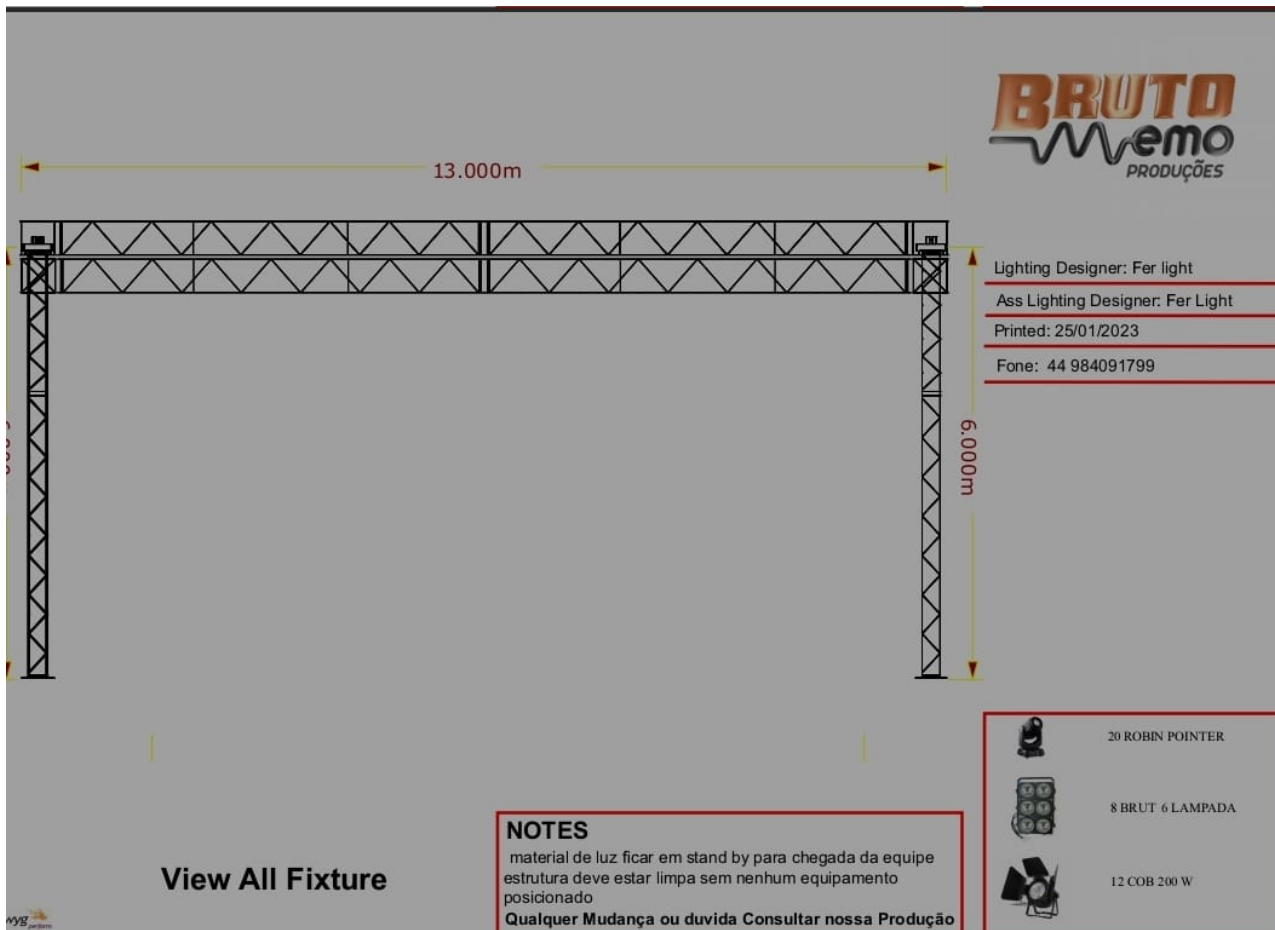 BRUTO
memo
PRODUÇÕES
13.000m
Lighting Designer: Fer light
Ass Lighting Designer: Fer Light
Printed: 25/01/2023
Fone: 44 984091799
6.000m
20 ROBIN POINTER
8 BRUT 6 LAMPADA
12 COB 200 W
NOTES
material de luz ficar em stand by para chegada da equipe
estrutura deve estar limpa sem nenhum equipamento
posicionado
Qualquer Mudança ou duvida Consultar nossa Produção
View All Fixture
wyg
perform